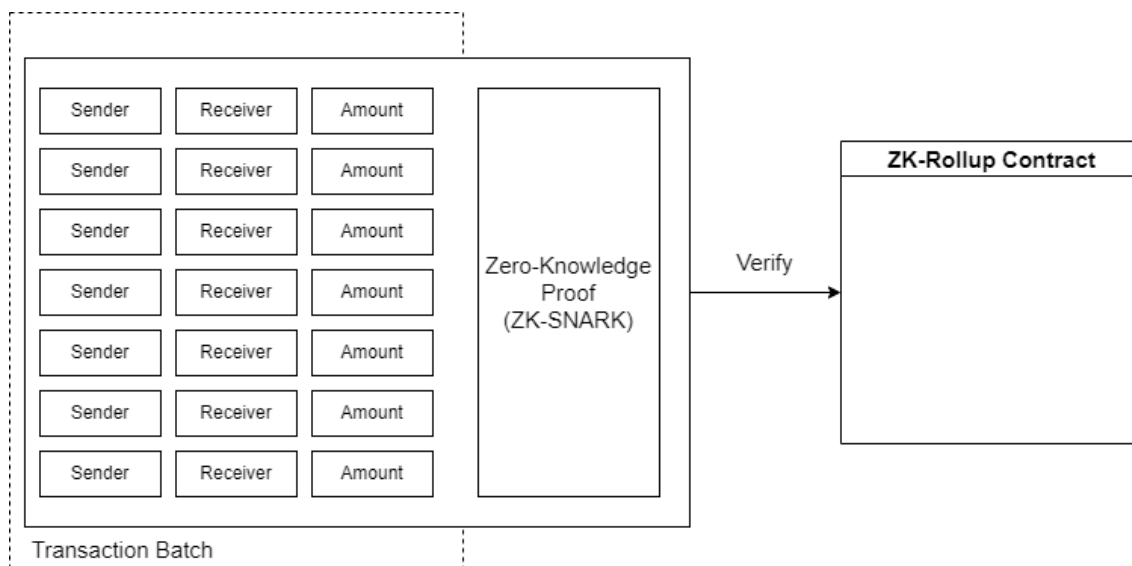 Sender Receiver Amount
Sender Receiver Amount
Sender Receiver Amount
Sender Receiver Amount
Sender Receiver Amount
Sender Receiver Amount
Sender Receiver Amount
Zero-Knowledge
Proof
(ZK-SNARK)
Verify
ZK-Rollup Contract
Transaction Batch